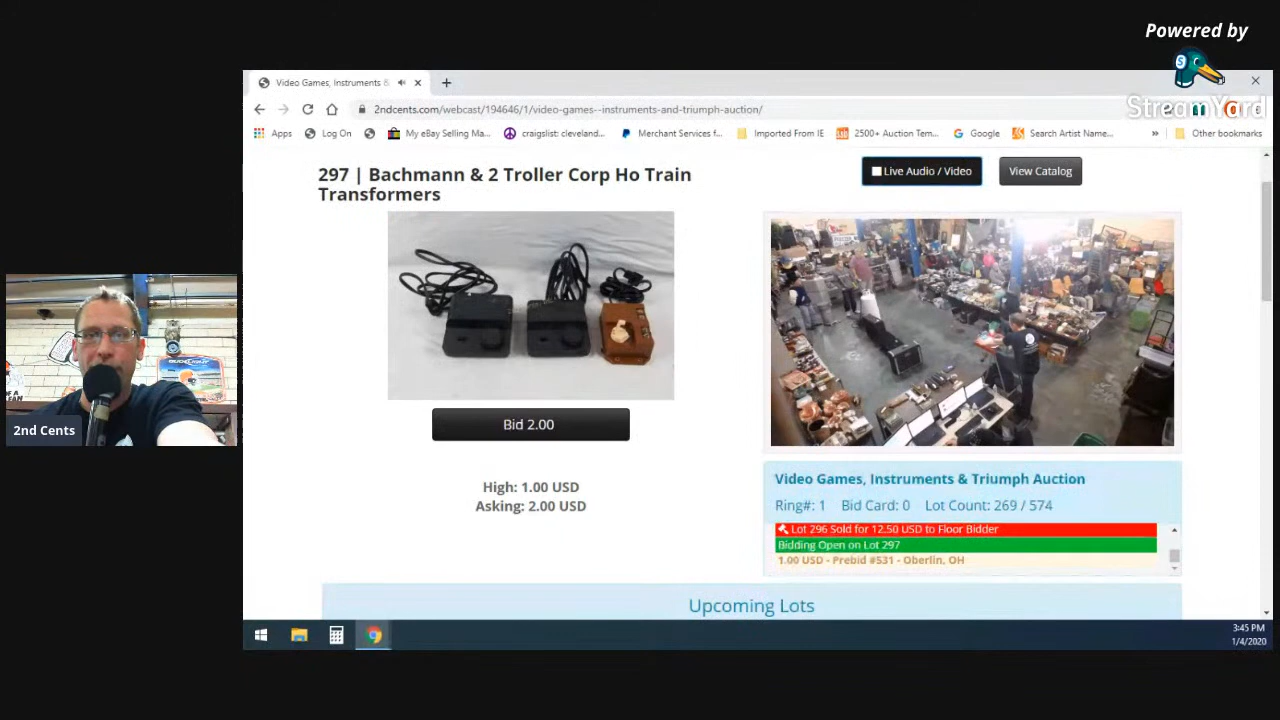 Powered by
StreamYard
Video Games, Instruments &
2ndcents.com/webcast/194646/1/video-games--instruments-and-triumph-auction/
Apps
Log On
My eBay Selling Ma...
craigslist: cleveland...
Merchant Services f...
Imported From IE
2500+ Auction Tem...
Google
Search Artist Name...
»
Other bookmarks
297 | Bachmann & 2 Troller Corp Ho Train
Transformers
Live Audio / Video
View Catalog
Bid 2.00
High: 1.00 USD
Asking: 2.00 USD
Video Games, Instruments & Triumph Auction
Ring#: 1 Bid Card: 0 Lot Count: 269 / 574
Lot 296 Sold for 12.50 USD to Floor Bidder
Bidding Open on Lot 297
1.00 USD - Prebid #531 - Oberlin, OH
Upcoming Lots
2nd Cents
3:45 PM
1/4/2020